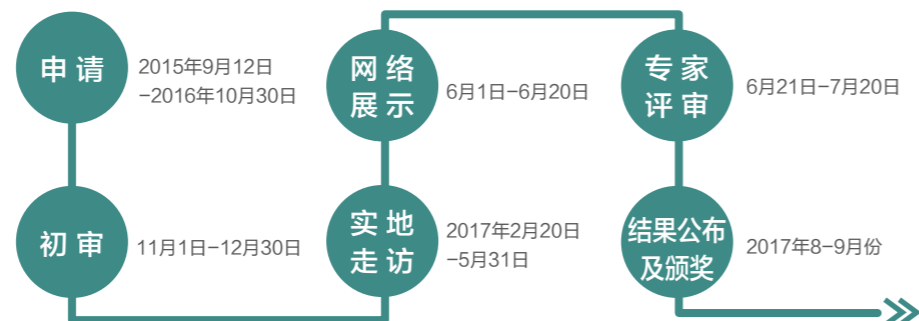 申请
2015年9月12日
-2016年10月30日
初审
11月1日-12月30日
实地
走访
2017年2月20日
-5月31日
网络
展示
6月1日-6月20日
专家
评审
6月21日-7月20日
结果公布
及颁奖
2017年8-9月份